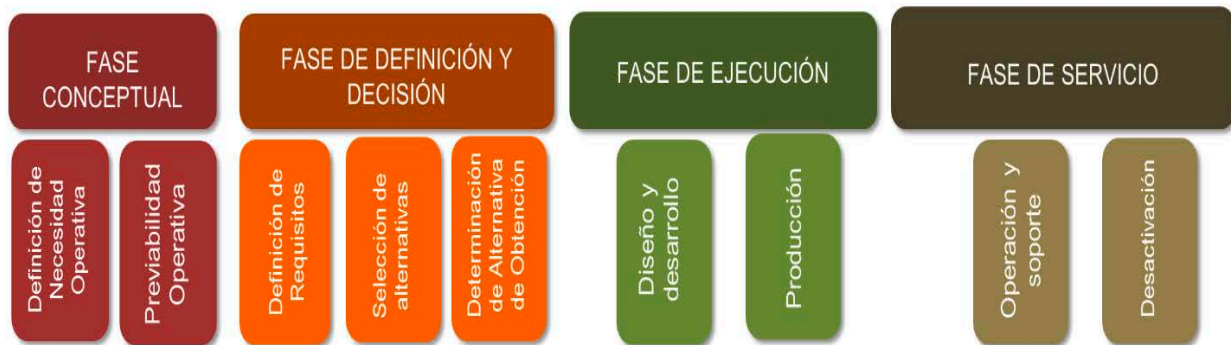 FASE
CONCEPTUAL
FASE DE DEFINICIÓN Y
DECISIÓN
FASE DE EJECUCIÓN
FASE DE SERVICIO
Definición de
Necesidad
Operativa
Previabilidad
Operativa
Definición de
Requisitos
Selección de
alternativas
Determinación
de Alternativa
de Obtención
Diseño y
desarrollo
Producción
Operación y
soporte
Desactivación